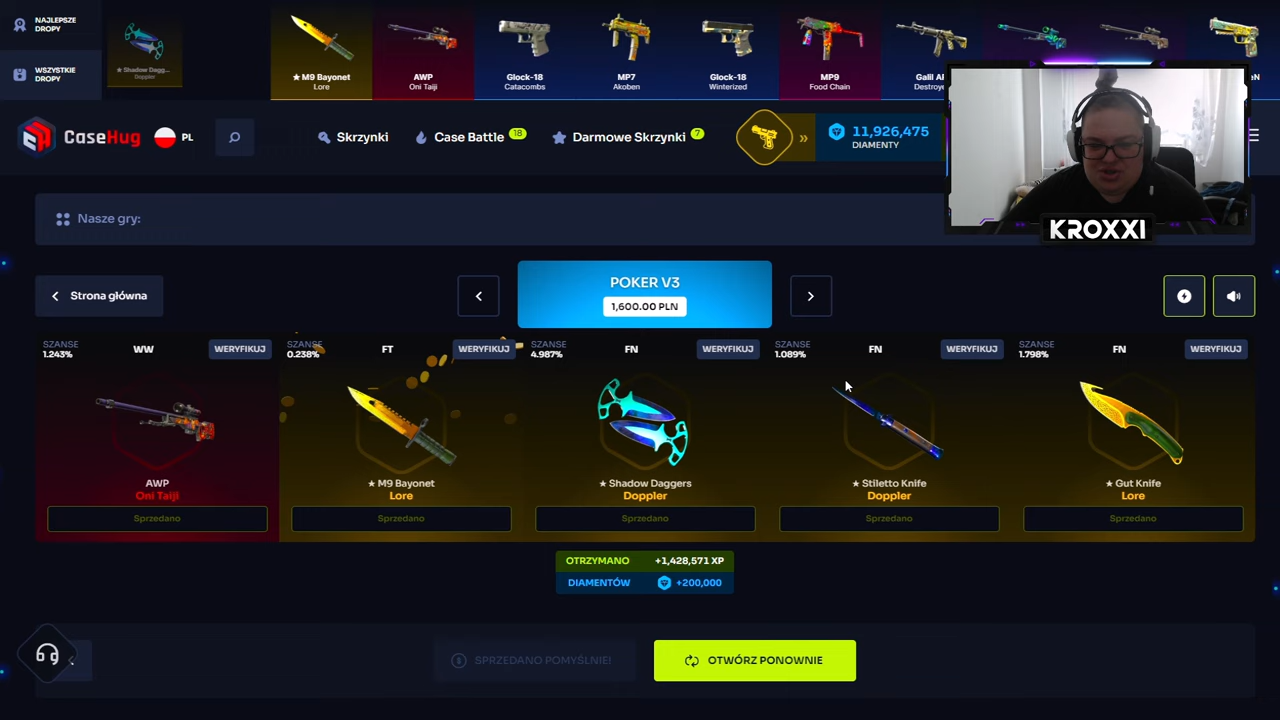 NAJLEPSZE
DROPY
WSZYSTKIE
DROPY
★ Shadow Dagg...
Doppler
★ M9 Bayonet
Lore
AWP
Oni Taiji
Glock-18
Catacombs
MP7
Akoben
Glock-18
Winterized
MP9
Food Chain
CaseHug
PL
Skrzynki
Case Battle
18
Darmowe Skrzynki
7
11,926,475
DIAMENTY
KROXXI
Nasze gry:
Strona główna
POKER V3
1,600.00 PLN
SZANSE
1.243%
WW
WERYFIKUJ
SZANSE
0.238%
FT
WERYFIKUJ
SZANSE
4.987%
FN
WERYFIKUJ
SZANSE
1.089%
FN
WERYFIKUJ
SZANSE
1.798%
FN
WERYFIKUJ
AWP
Oni Taiji
Sprzedano
★ M9 Bayonet
Lore
Sprzedano
★ Shadow Daggers
Doppler
Sprzedano
★ Stiletto Knife
Doppler
Sprzedano
★ Gut Knife
Lore
Sprzedano
OTRZYMANO +1,428,571 XP
DIAMENTÓW +200,000
SPRZEDANO POMYŚLNIE!
OTWÓRZ PONOWNIE